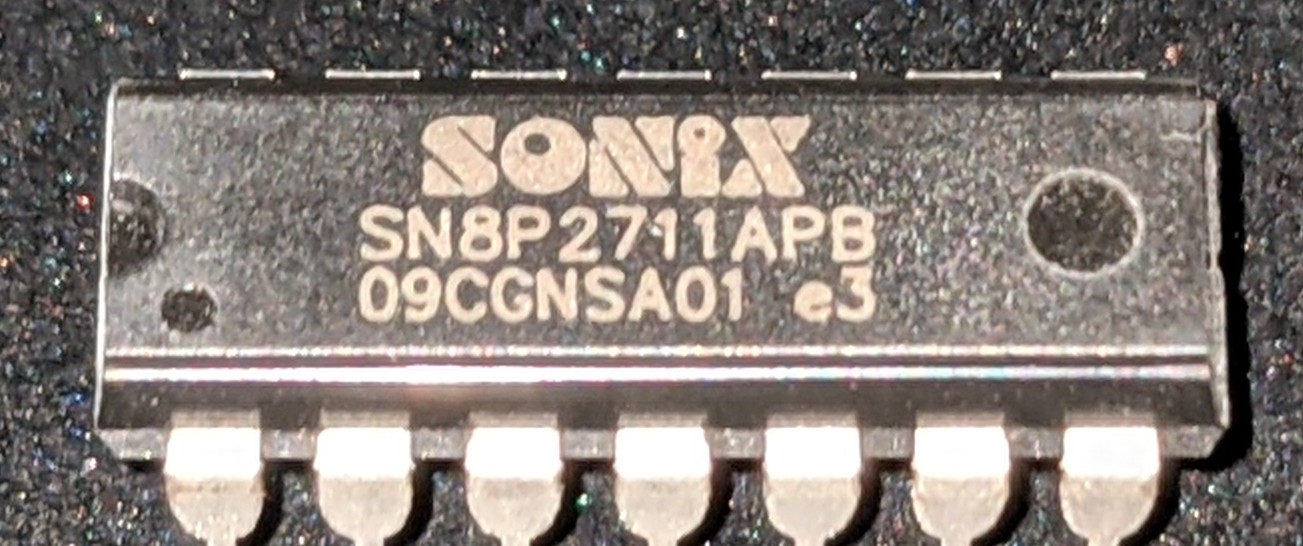 SONiX
SN8P2711APB
09CGNSA01 e3